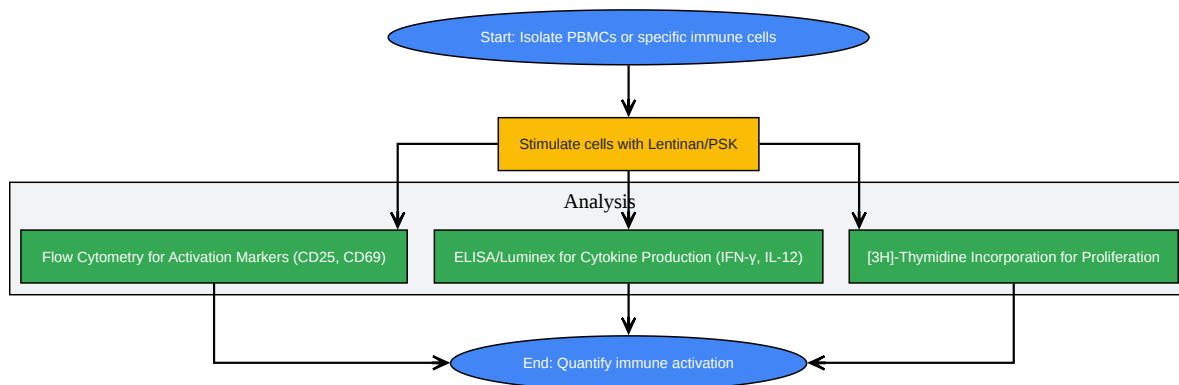 Start: Isolate PBMCs or specific immune cells
Stimulate cells with Lentinan/PSK
Analysis
Flow Cytometry for Activation Markers (CD25, CD69)
ELISA/Luminex for Cytokine Production (IFN-γ, IL-12)
[3H]-Thymidine Incorporation for Proliferation
End: Quantify immune activation